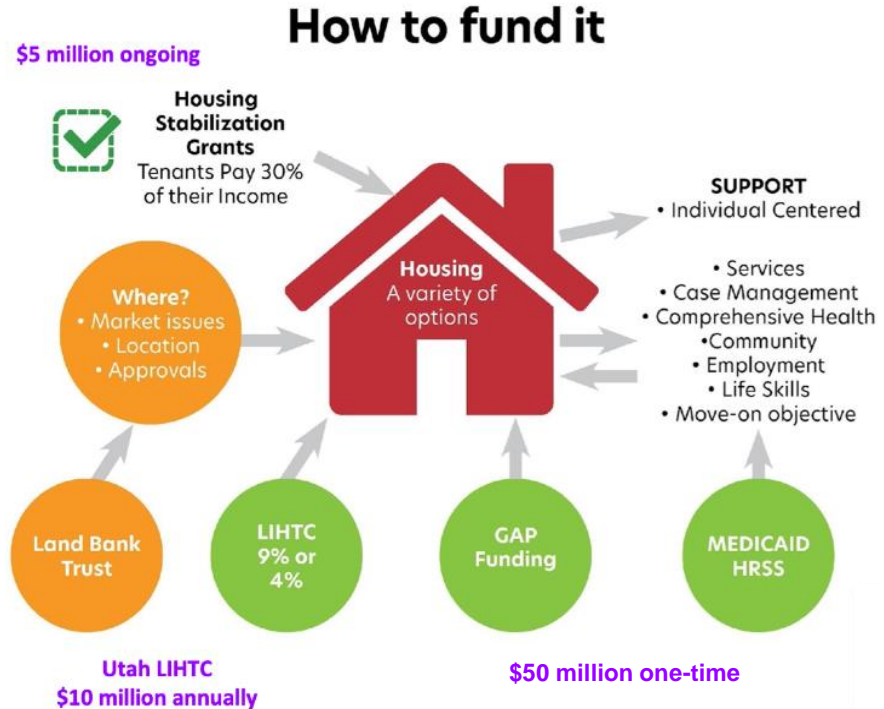 How to fund it
$5 million ongoing
Housing
Stabilization
Grants
Tenants Pay 30%
of their Income
SUPPORT
• Individual Centered
Housing
A variety of
options
Where?
• Market issues
• Location
• Approvals
• Services
• Case Management
• Comprehensive Health
•Community
• Employment
• Life Skills
• Move-on objective
Land Bank
Trust
LIHTC
9% or
4%
GAP
Funding
MEDICAID
HRSS
Utah LIHTC
$10 million annually
$50 million one-time